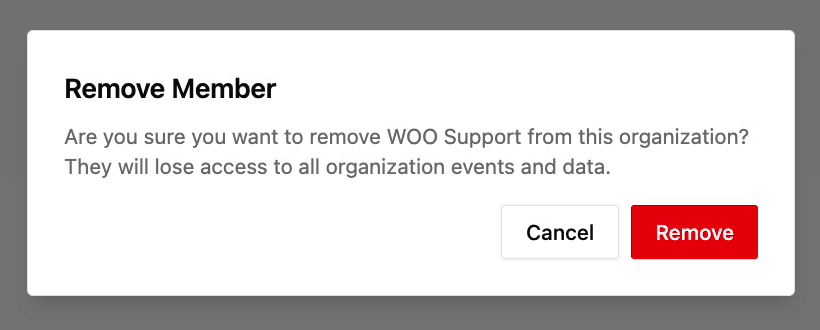 Remove Member
Are you sure you want to remove WOO Support from this organization?
They will lose access to all organization events and data.
Cancel
Remove